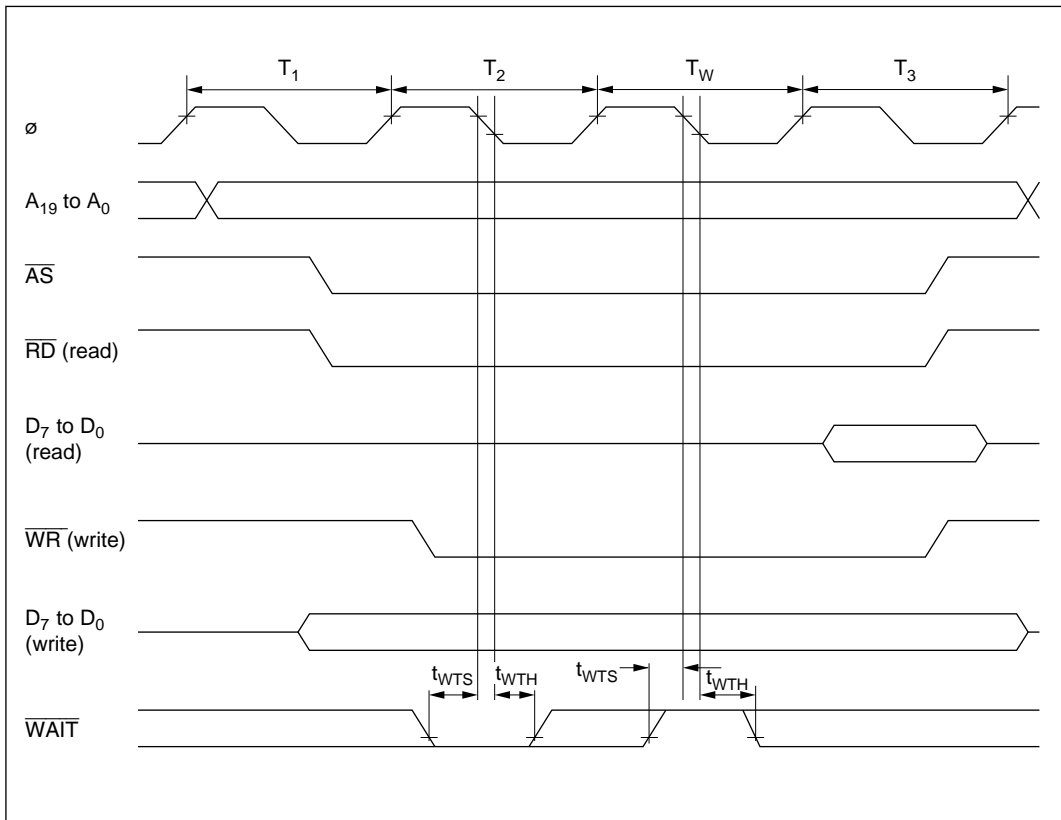 T1 T2 TW T3
ø
A19 to A0
AS
RD (read)
D7 to D0
(read)
WR (write)
D7 to D0
(write)
tWTS tWTH tWTS tWTH
WAIT